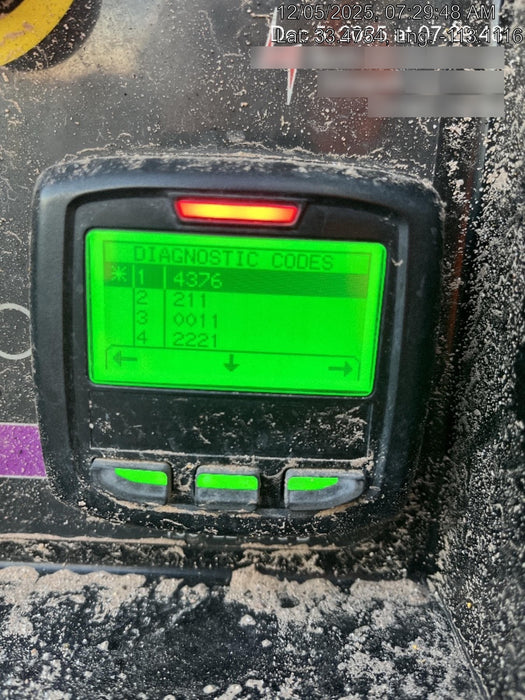 12.05.2025, 07:29:48 AM
DIAGNOSTIC CODES
* 1 4376
2 211
3 0011
4 2221
← ↓ →